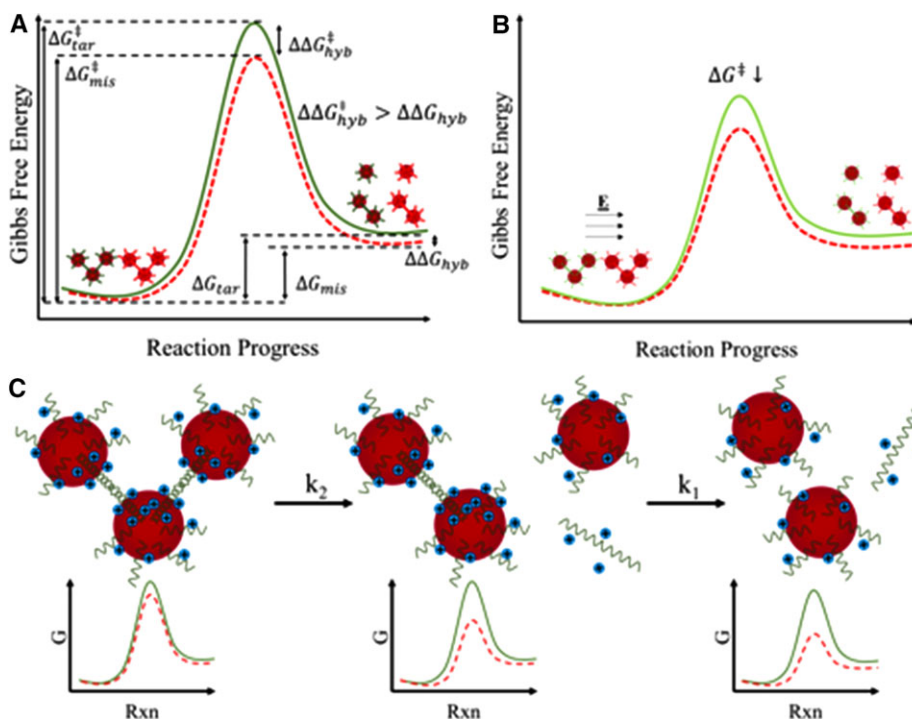 A
ΔG‡tar
ΔG‡mis
ΔΔG‡hyb
ΔΔG‡hyb > ΔΔGhyb
ΔΔGhyb
ΔGtar
ΔGmis
Gibbs Free Energy
Reaction Progress
B
ΔG‡ ↓
E
Gibbs Free Energy
Reaction Progress
C
k2
k1
G
Rxn
G
Rxn
G
Rxn